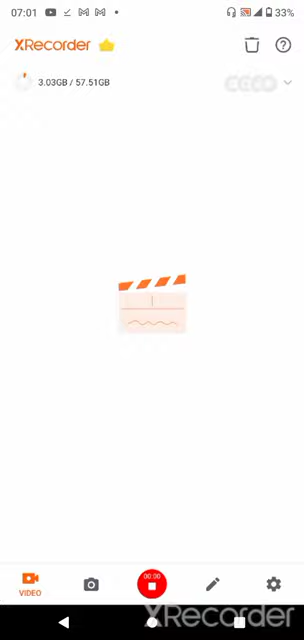 07:01 33%
XRecorder
3.03GB / 57.51GB
00:00
VIDEO
XRecorder